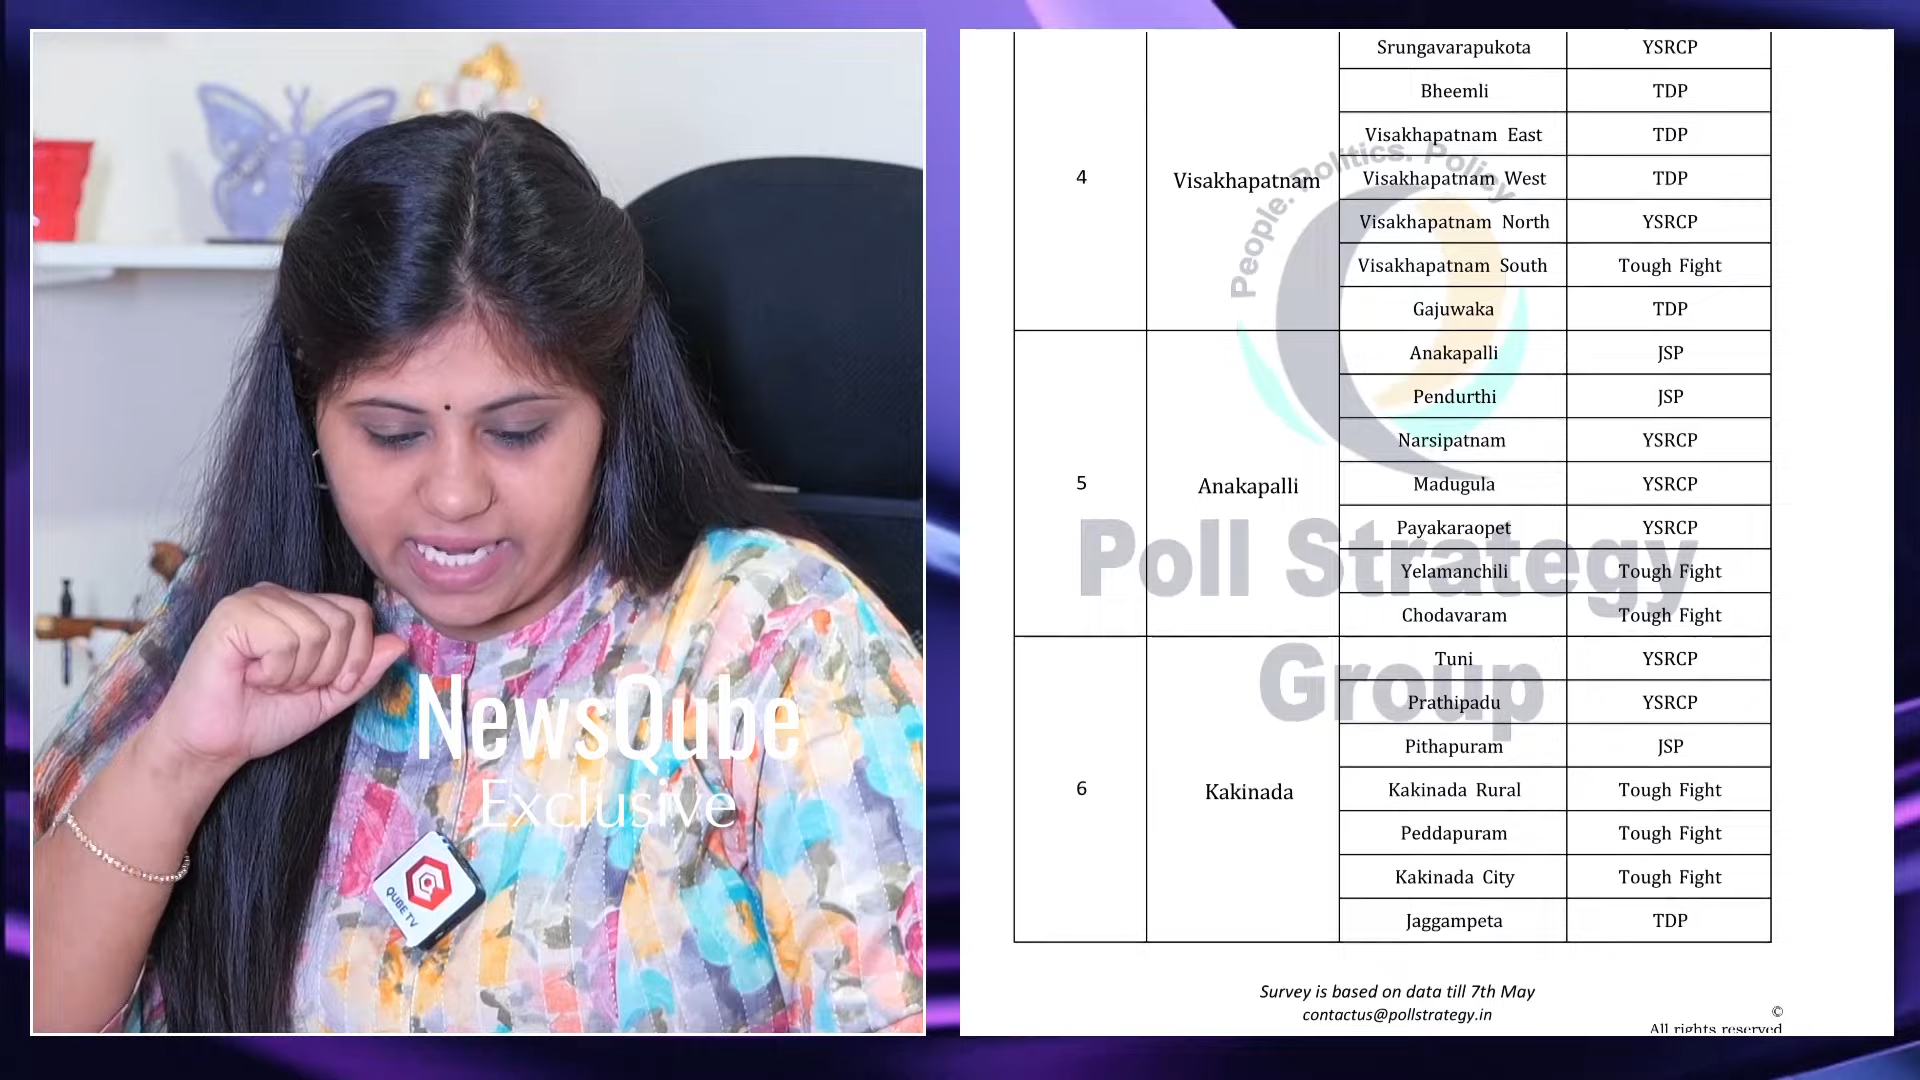 NewsQube
Exclusive
QUBE TV
People. Politics. Policy
Poll Strategy
Group
Srungavarapukota YSRCP
Bheemli TDP
Visakhapatnam East TDP
4 Visakhapatnam Visakhapatnam West TDP
Visakhapatnam North YSRCP
Visakhapatnam South Tough Fight
Gajuwaka TDP
Anakapalli JSP
Pendurthi JSP
Narsipatnam YSRCP
5 Anakapalli Madugula YSRCP
Payakaraopet YSRCP
Yelamanchili Tough Fight
Chodavaram Tough Fight
Tuni YSRCP
Prathipadu YSRCP
Pithapuram JSP
6 Kakinada Kakinada Rural Tough Fight
Peddapuram Tough Fight
Kakinada City Tough Fight
Jaggampeta TDP
Survey is based on data till 7th May
contactus@pollstrategy.in
©
All rights reserved